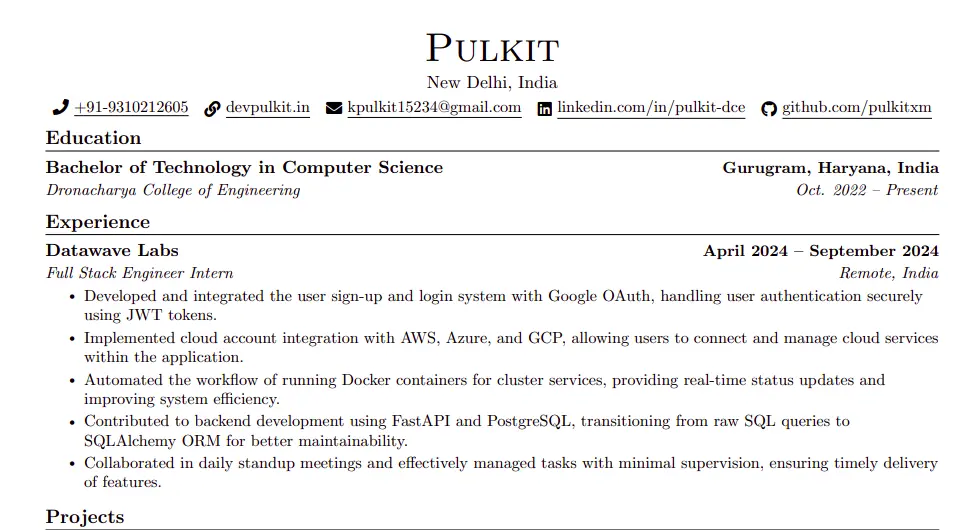 PULKIT
New Delhi, India
+91-9310212605 devpulkit.in kpulkit15234@gmail.com linkedin.com/in/pulkit-dce github.com/pulkitxm
Education
Bachelor of Technology in Computer Science Gurugram, Haryana, India
Dronacharya College of Engineering Oct. 2022 – Present
Experience
Datawave Labs April 2024 – September 2024
Full Stack Engineer Intern Remote, India
• Developed and integrated the user sign-up and login system with Google OAuth, handling user authentication securely
using JWT tokens.
• Implemented cloud account integration with AWS, Azure, and GCP, allowing users to connect and manage cloud services
within the application.
• Automated the workflow of running Docker containers for cluster services, providing real-time status updates and
improving system efficiency.
• Contributed to backend development using FastAPI and PostgreSQL, transitioning from raw SQL queries to
SQLAlchemy ORM for better maintainability.
• Collaborated in daily standup meetings and effectively managed tasks with minimal supervision, ensuring timely delivery
of features.
Projects